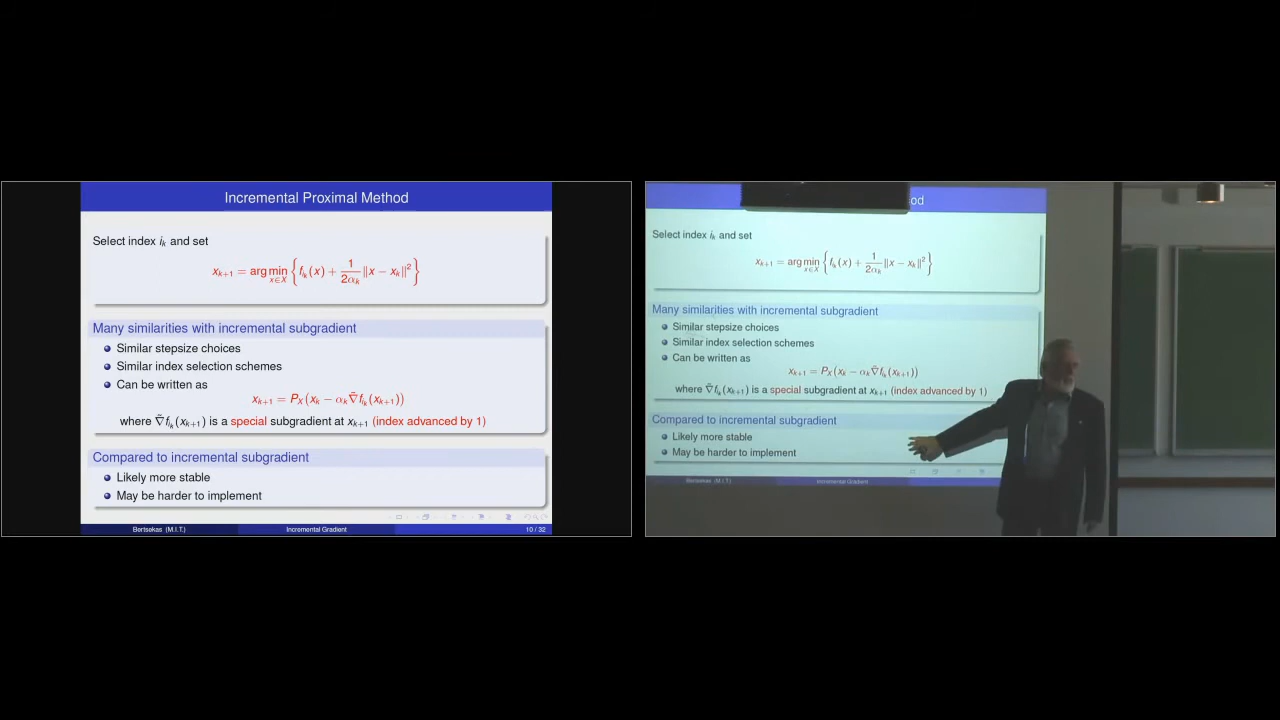 Incremental Proximal Method
Select index i_k and set
x_{k+1} = arg min_{x∈X} { f_{i_k}(x) + \frac{1}{2α_k} ‖x − x_k‖² }
Many similarities with incremental subgradient
Similar stepsize choices
Similar index selection schemes
Can be written as
x_{k+1} = P_X(x_k − α_k ∇̃f_{i_k}(x_{k+1}))
where ∇̃f_{i_k}(x_{k+1}) is a special subgradient at x_{k+1} (index advanced by 1)
Compared to incremental subgradient
Likely more stable
May be harder to implement
Bertsekas (M.I.T.) Incremental Gradient 10 / 32
od
Select index i_k and set
x_{k+1} = arg min_{x∈X} { f_{i_k}(x) + \frac{1}{2α_k} ‖x − x_k‖² }
Many similarities with incremental subgradient
Similar stepsize choices
Similar index selection schemes
Can be written as
x_{k+1} = P_X(x_k − α_k ∇̃f_{i_k}(x_{k+1}))
where ∇̃f_{i_k}(x_{k+1}) is a special subgradient at x_{k+1} (index advanced by 1)
Compared to incremental subgradient
Likely more stable
May be harder to implement
Bertsekas (M.I.T.) Incremental Gradient